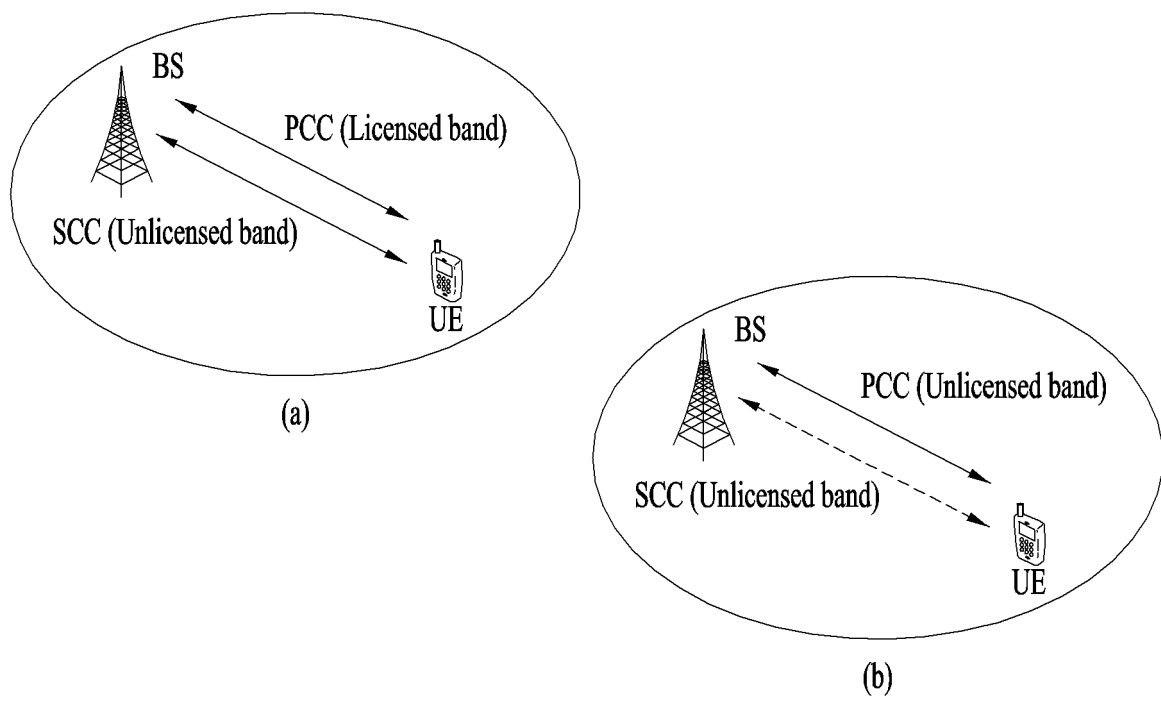 BS
PCC (Licensed band)
SCC (Unlicensed band)
UE
(a)
BS
PCC (Unlicensed band)
SCC (Unlicensed band)
UE
(b)